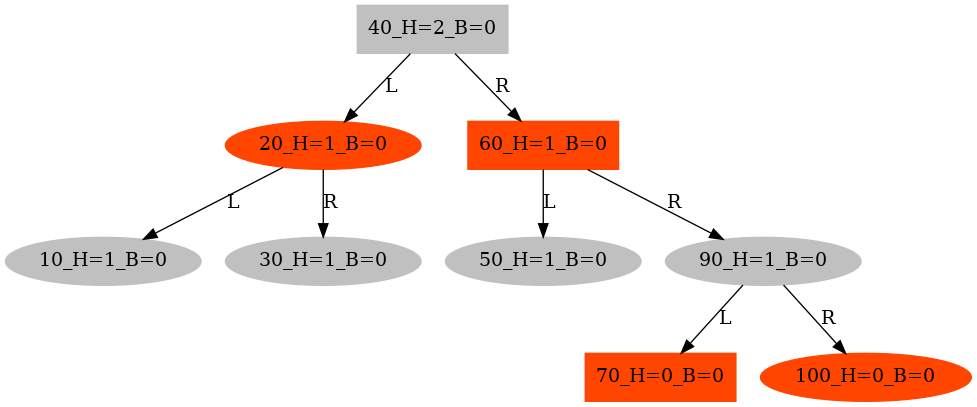 40_H=2_B=0
L
R
20_H=1_B=0
60_H=1_B=0
L
R
L
R
10_H=1_B=0
30_H=1_B=0
50_H=1_B=0
90_H=1_B=0
L
R
70_H=0_B=0
100_H=0_B=0